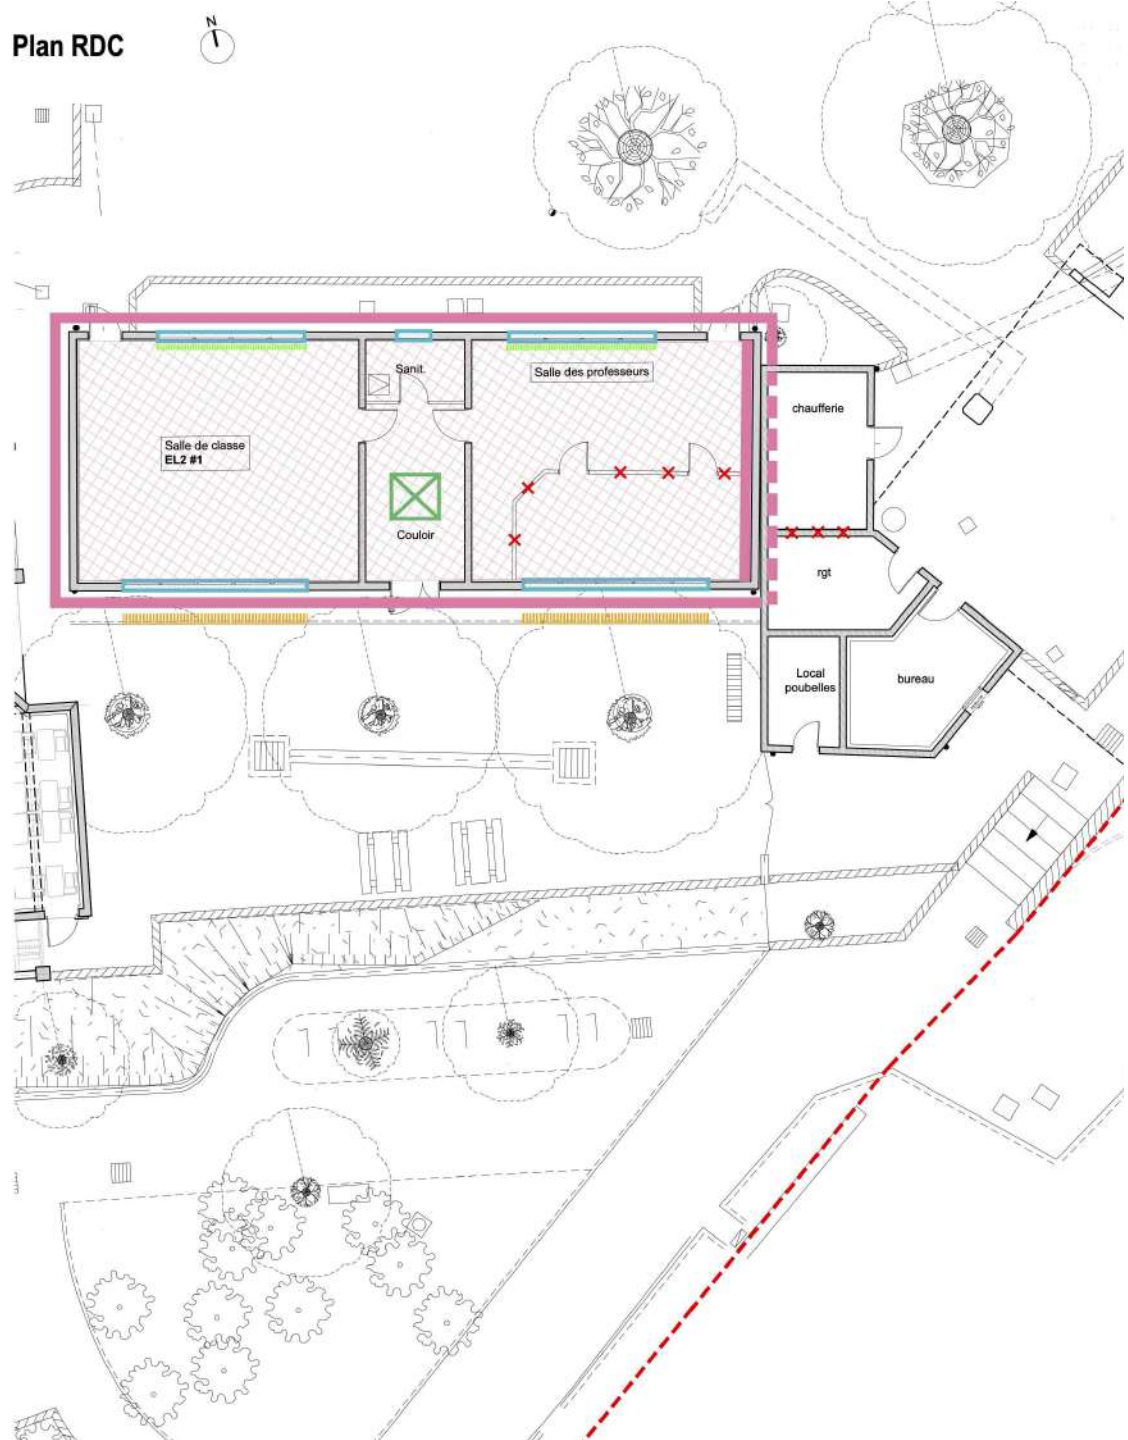 N
Plan RDC
Sanit.
Salle des professeurs
chaufferie
Salle de classe
EL2 #1
Couloir
rgt
Local
poubelles
bureau